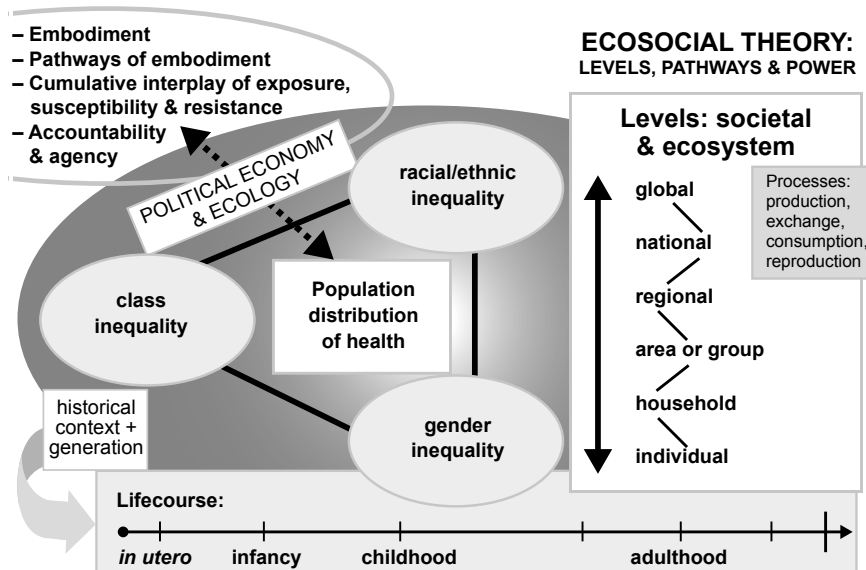 – Embodiment
– Pathways of embodiment
– Cumulative interplay of exposure,
susceptibility & resistance
– Accountability
& agency
ECOSOCIAL THEORY:
LEVELS, PATHWAYS & POWER
POLITICAL ECONOMY
& ECOLOGY
racial/ethnic
inequality
class
inequality
Population
distribution
of health
gender
inequality
historical
context +
generation
Levels: societal
& ecosystem
global
national
regional
area or group
household
individual
Processes:
production,
exchange,
consumption,
reproduction
Lifecourse:
in utero
infancy
childhood
adulthood